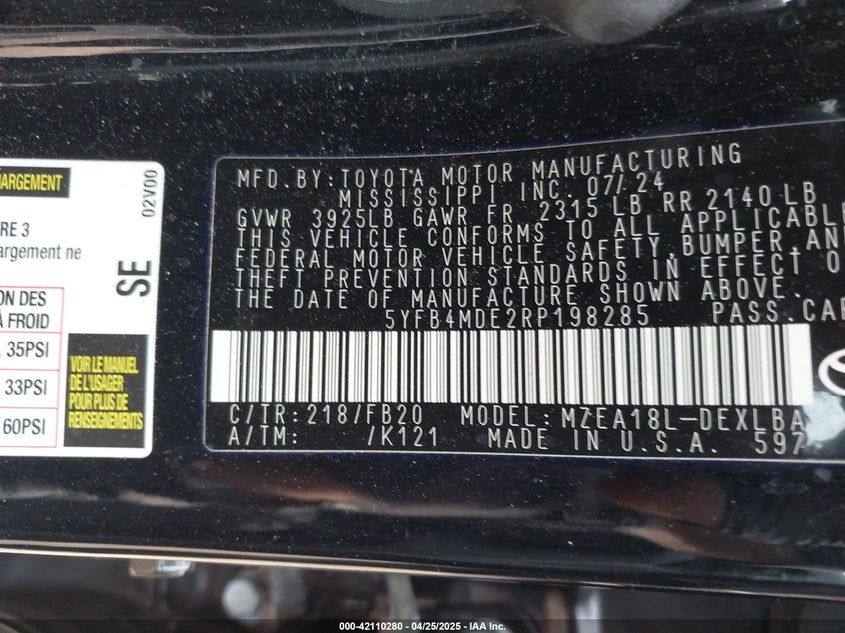 HARGEMENT
02V00
RE 3
argement ne
SE
ON DES
À FROID
, 35PSI
33PSI
60PSI
VOIR LE MANUEL
DE L'USAGER
POUR PLUS DE
RENSEIGNEMENTS
MFD. BY: TOYOTA MOTOR MANUFACTURING
MISSISSIPPI INC. 07/24
GVWR 3925LB GAWR FR 2315 LB RR 2140 LB
THIS VEHICLE CONFORMS TO ALL APPLICABLE
FEDERAL MOTOR VEHICLE SAFETY, BUMPER, AN
THEFT PREVENTION STANDARDS IN EFFECT O
THE DATE OF MANUFACTURE SHOWN ABOVE.
5YFB4MDE2RP198285 PASS. CAR
C/TR: 218/FB20 MODEL: MZEA18L-DEXLBA
A/TM: /K121 MADE IN U.S.A. 597
000-42110280 - 04/25/2025 - IAA Inc.